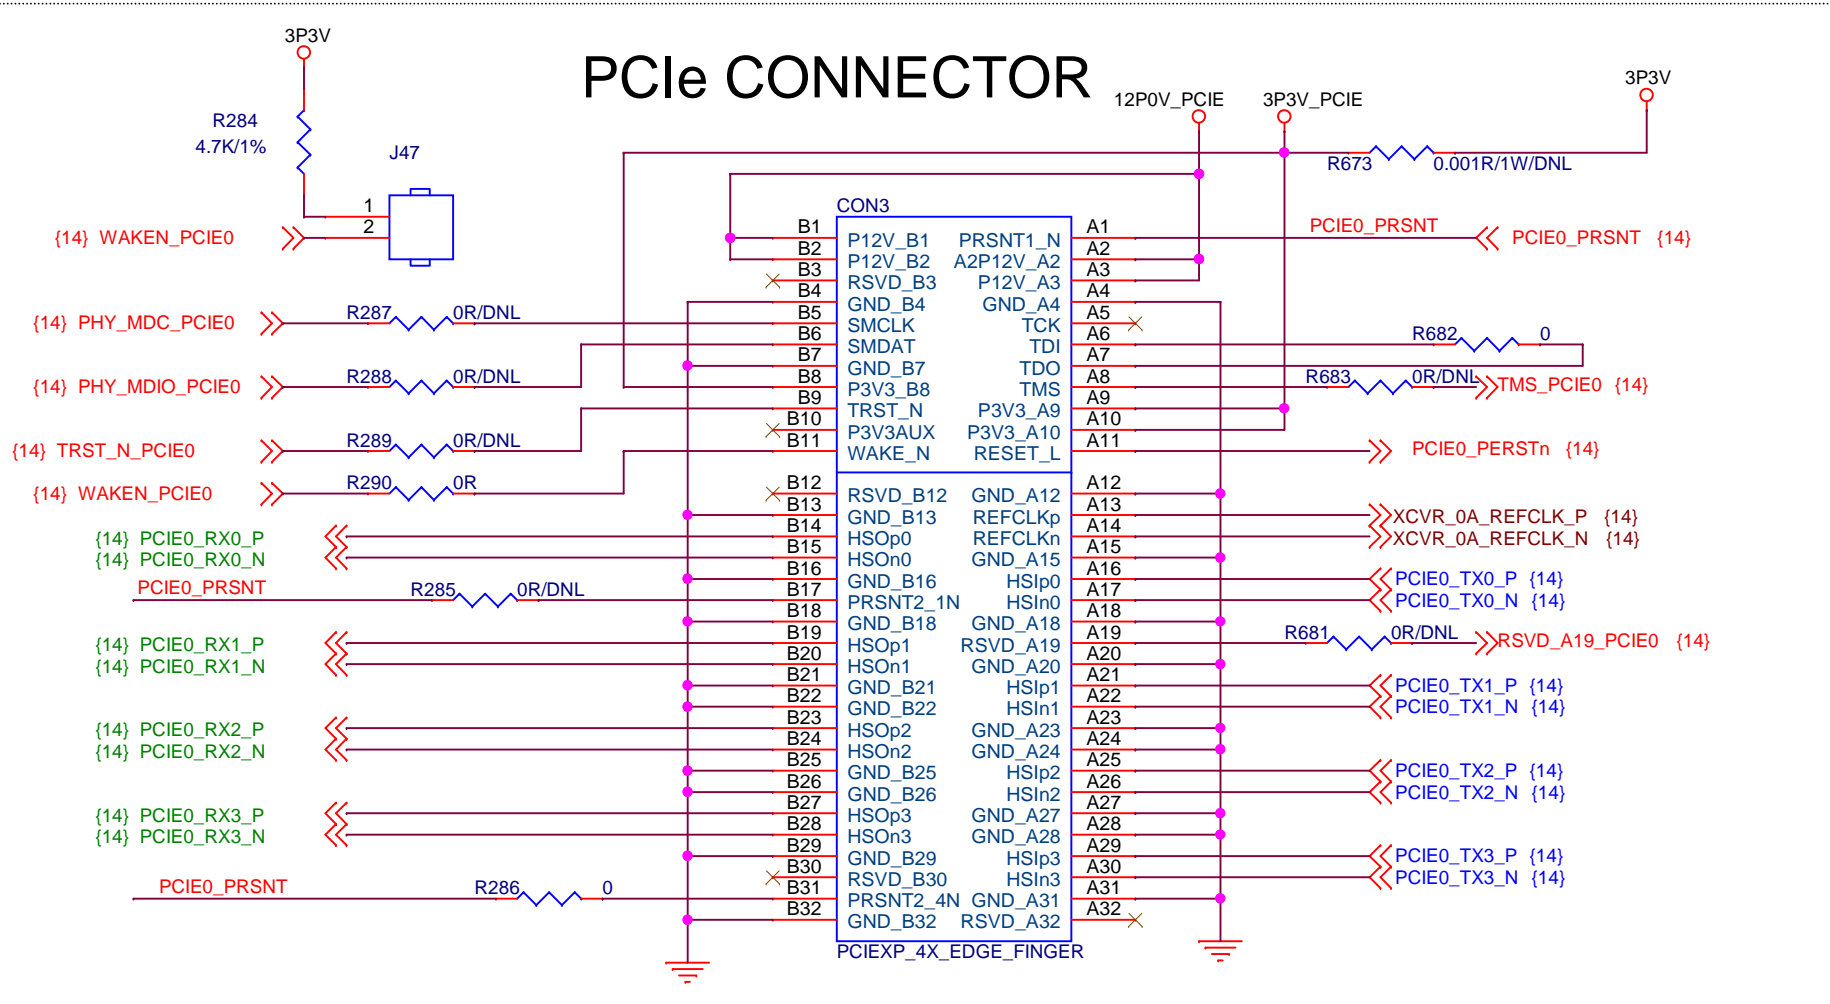 PCIe CONNECTOR
3P3V
R284
4.7K/1%
J47
1
2
{14} WAKEN_PCIE0
12P0V_PCIE
3P3V_PCIE
3P3V
R673 0.001R/1W/DNL
CON3
B1 P12V_B1 PRSNT1_N A1 PCIE0_PRSNT PCIE0_PRSNT {14}
B2 P12V_B2 A2P12V_A2 A2
B3 RSVD_B3 P12V_A3 A3
B4 GND_B4 GND_A4 A4
{14} PHY_MDC_PCIE0 R287 0R/DNL B5 SMCLK TCK A5
B6 SMDAT TDI A6 R682 0
B7 GND_B7 TDO A7
{14} PHY_MDIO_PCIE0 R288 0R/DNL B8 P3V3_B8 TMS A8 R683 0R/DNL TMS_PCIE0 {14}
B9 TRST_N P3V3_A9 A9
B10 P3V3AUX P3V3_A10 A10
{14} TRST_N_PCIE0 R289 0R/DNL B11 WAKE_N RESET_L A11 PCIE0_PERSTn {14}
{14} WAKEN_PCIE0 R290 0R B12 RSVD_B12 GND_A12 A12
B13 GND_B13 REFCLKp A13 XCVR_0A_REFCLK_P {14}
{14} PCIE0_RX0_P B14 HSOp0 REFCLKn A14 XCVR_0A_REFCLK_N {14}
{14} PCIE0_RX0_N B15 HSOn0 GND_A15 A15
B16 GND_B16 HSIp0 A16 PCIE0_TX0_P {14}
PCIE0_PRSNT R285 0R/DNL B17 PRSNT2_1N HSIn0 A17 PCIE0_TX0_N {14}
B18 GND_B18 GND_A18 A18
{14} PCIE0_RX1_P B19 HSOp1 RSVD_A19 A19 R681 0R/DNL RSVD_A19_PCIE0 {14}
{14} PCIE0_RX1_N B20 HSOn1 GND_A20 A20
B21 GND_B21 HSIp1 A21 PCIE0_TX1_P {14}
B22 GND_B22 HSIn1 A22 PCIE0_TX1_N {14}
{14} PCIE0_RX2_P B23 HSOp2 GND_A23 A23
{14} PCIE0_RX2_N B24 HSOn2 GND_A24 A24
B25 GND_B25 HSIp2 A25 PCIE0_TX2_P {14}
B26 GND_B26 HSIn2 A26 PCIE0_TX2_N {14}
{14} PCIE0_RX3_P B27 HSOp3 GND_A27 A27
{14} PCIE0_RX3_N B28 HSOn3 GND_A28 A28
B29 GND_B29 HSIp3 A29 PCIE0_TX3_P {14}
B30 RSVD_B30 HSIn3 A30 PCIE0_TX3_N {14}
PCIE0_PRSNT R286 0 B31 PRSNT2_4N GND_A31 A31
B32 GND_B32 RSVD_A32 A32
PCIEXP_4X_EDGE_FINGER